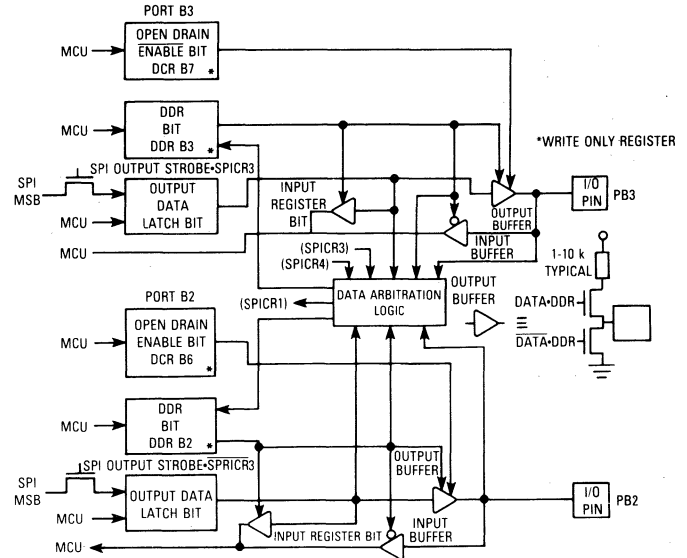 PORT B3
OPEN DRAIN
ENABLE BIT
DCR B7
*
MCU
DDR
BIT
DDR B3
*
MCU
*WRITE ONLY REGISTER
SPI OUTPUT STROBE•SPICR3
SPI
MSB
OUTPUT
DATA
LATCH BIT
MCU
INPUT
REGISTER
BIT
OUTPUT
BUFFER
I/O
PIN
PB3
MCU
INPUT
BUFFER
(SPICR3)
(SPICR4)
1-10 k
TYPICAL
PORT B2
(SPICR1)
DATA ARBITRATION
LOGIC
OUTPUT
BUFFER
≡
DATA•DDR
DATA•DDR
OPEN DRAIN
ENABLE BIT
DCR B6
*
MCU
DDR
BIT
DDR B2
*
MCU
SPI OUTPUT STROBE•SPRICR3
OUTPUT
BUFFER
SPI
MSB
OUTPUT DATA
LATCH BIT
MCU
I/O
PIN
PB2
MCU
INPUT REGISTER BIT
INPUT
BUFFER